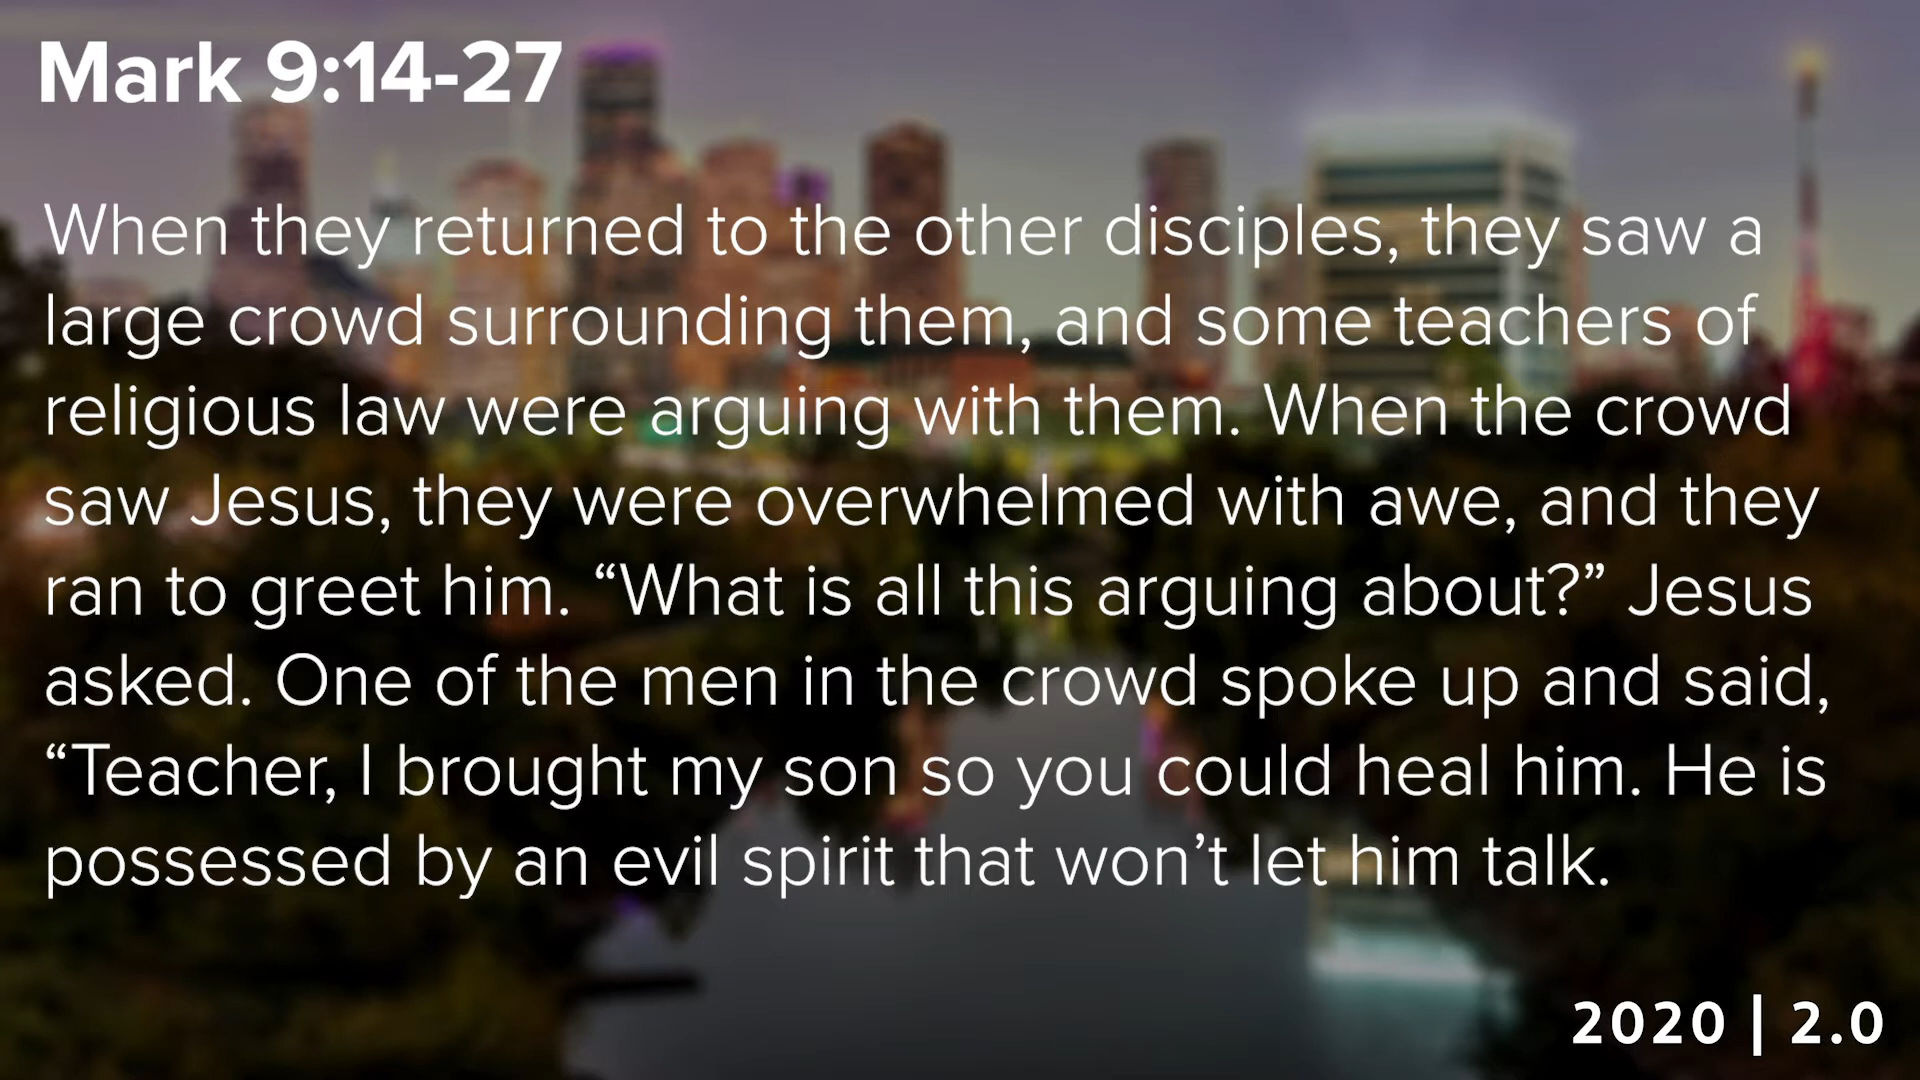 Mark 9:14-27
When they returned to the other disciples, they saw a
large crowd surrounding them, and some teachers of
religious law were arguing with them. When the crowd
saw Jesus, they were overwhelmed with awe, and they
ran to greet him. “What is all this arguing about?” Jesus
asked. One of the men in the crowd spoke up and said,
“Teacher, I brought my son so you could heal him. He is
possessed by an evil spirit that won’t let him talk.
2020 | 2.0